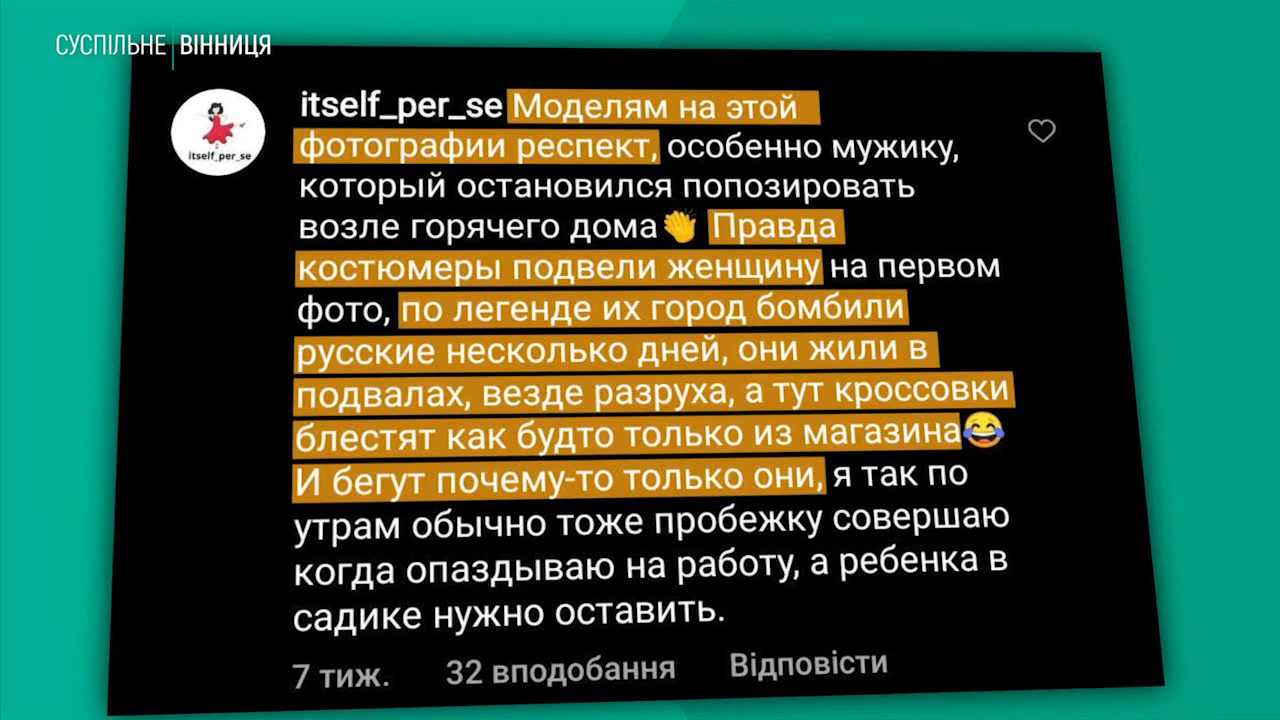 СУСПІЛЬНЕ ВІННИЦЯ
itself_per_se Моделям на этой
фотографии респект, особенно мужику,
который остановился попозировать
возле горячего дома👏 Правда
костюмеры подвели женщину на первом
фото, по легенде их город бомбили
русские несколько дней, они жили в
подвалах, везде разруха, а тут кроссовки
блестят как будто только из магазина😂
И бегут почему-то только они, я так по
утрам обычно тоже пробежку совершаю
когда опаздываю на работу, а ребенка в
садике нужно оставить.
itself_per_se
7 тиж. 32 вподобання Відповісти